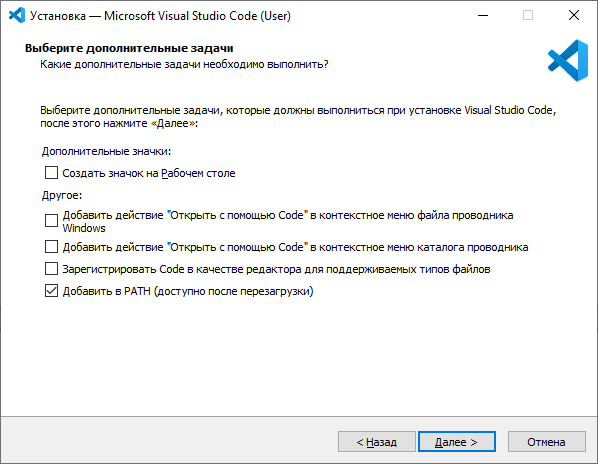 Установка — Microsoft Visual Studio Code (User)
Выберите дополнительные задачи
Какие дополнительные задачи необходимо выполнить?
Выберите дополнительные задачи, которые должны выполниться при установке Visual Studio Code,
после этого нажмите «Далее»:
Дополнительные значки:
Создать значок на Рабочем столе
Другое:
Добавить действие "Открыть с помощью Code" в контекстное меню файла проводника
Windows
Добавить действие "Открыть с помощью Code" в контекстное меню каталога проводника
Зарегистрировать Code в качестве редактора для поддерживаемых типов файлов
Добавить в PATH (доступно после перезагрузки)
< Назад
Далее >
Отмена